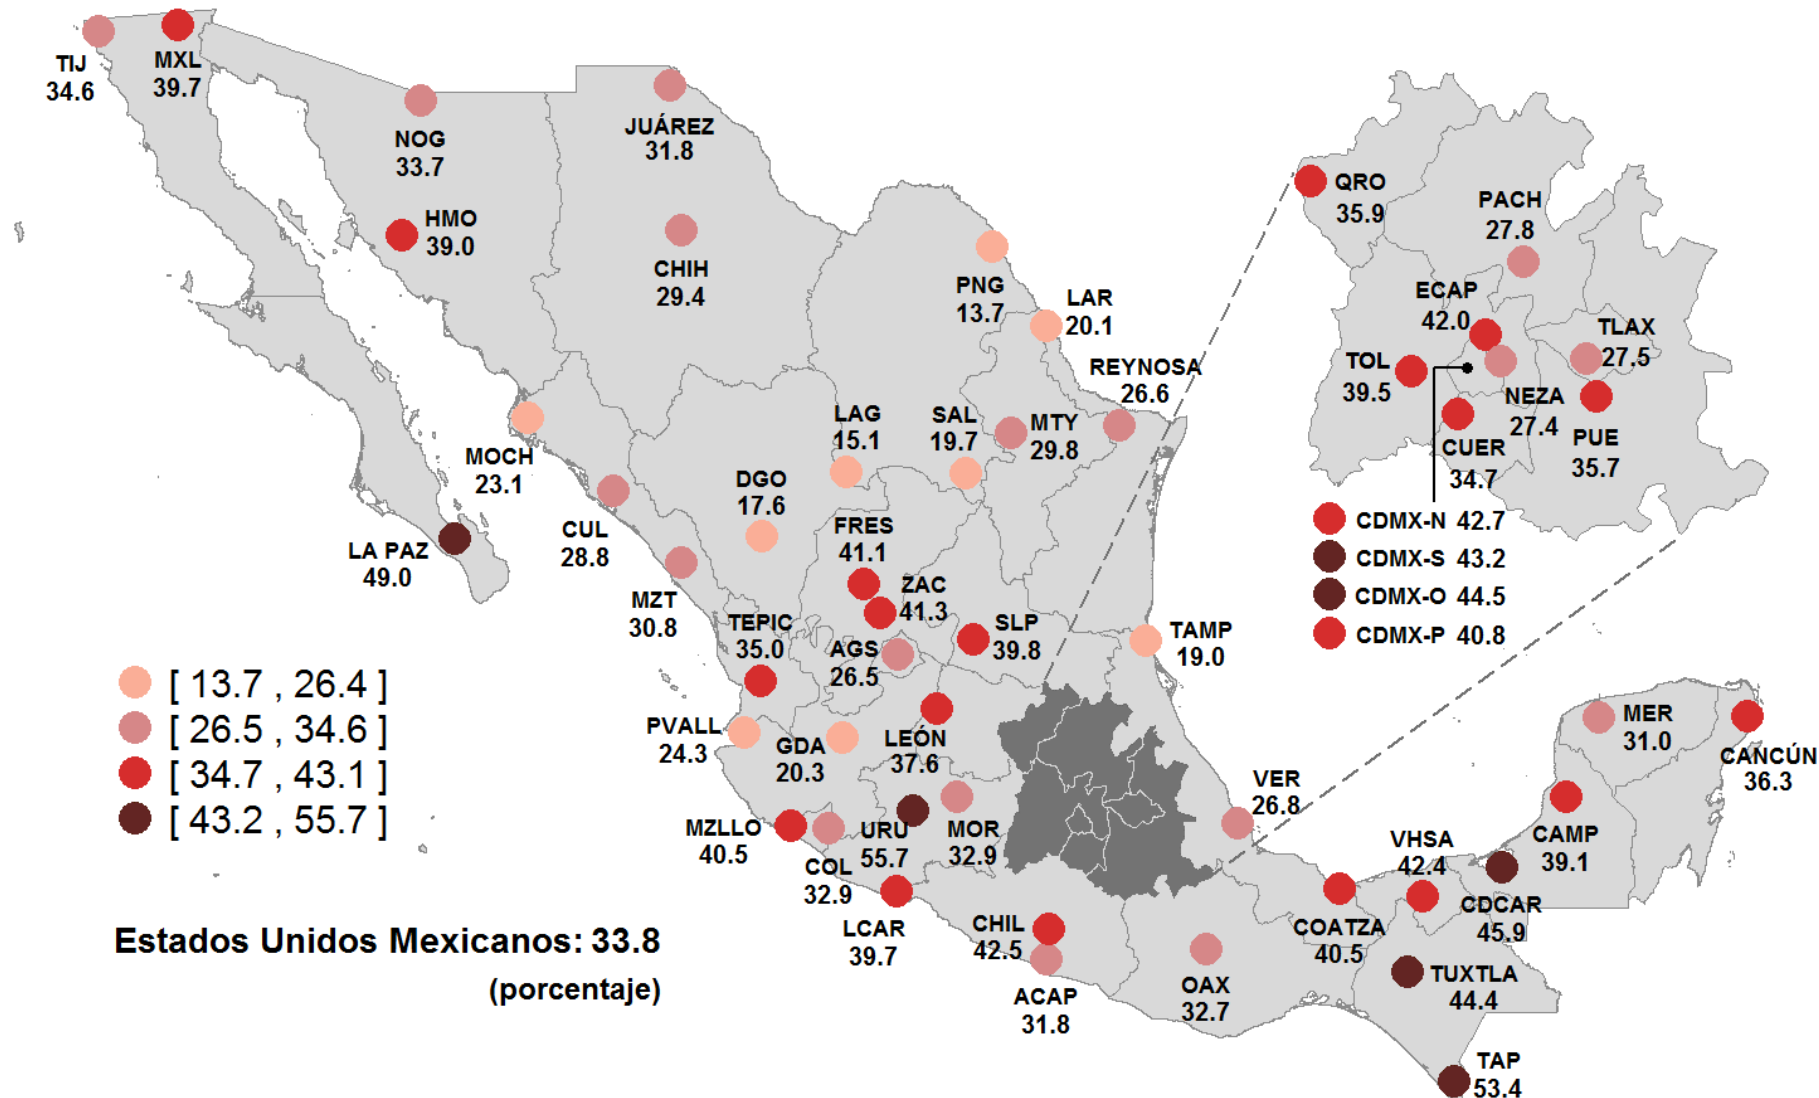 TIJ
34.6
MXL
39.7
NOG
33.7
HMO
39.0
JUÁREZ
31.8
CHIH
29.4
PNG
13.7
LAR
20.1
REYNOSA
26.6
LAG
15.1
SAL
19.7
MTY
29.8
MOCH
23.1
DGO
17.6
CUL
28.8
LA PAZ
49.0
FRES
41.1
ZAC
41.3
MZT
30.8
TEPIC
35.0
AGS
26.5
SLP
39.8
TAMP
19.0
PVALL
24.3
GDA
20.3
LEÓN
37.6
MZLLO
40.5
COL
32.9
URU
55.7
MOR
32.9
LCAR
39.7
CHIL
42.5
ACAP
31.8
OAX
32.7
VER
26.8
COATZA
40.5
VHSA
42.4
CDCAR
45.9
CAMP
39.1
MER
31.0
CANCÚN
36.3
TUXTLA
44.4
TAP
53.4
QRO
35.9
PACH
27.8
ECAP
42.0
TLAX
27.5
TOL
39.5
NEZA
27.4
CUER
34.7
PUE
35.7
CDMX-N 42.7
CDMX-S 43.2
CDMX-O 44.5
CDMX-P 40.8
[ 13.7 , 26.4 ]
[ 26.5 , 34.6 ]
[ 34.7 , 43.1 ]
[ 43.2 , 55.7 ]
Estados Unidos Mexicanos: 33.8
(porcentaje)